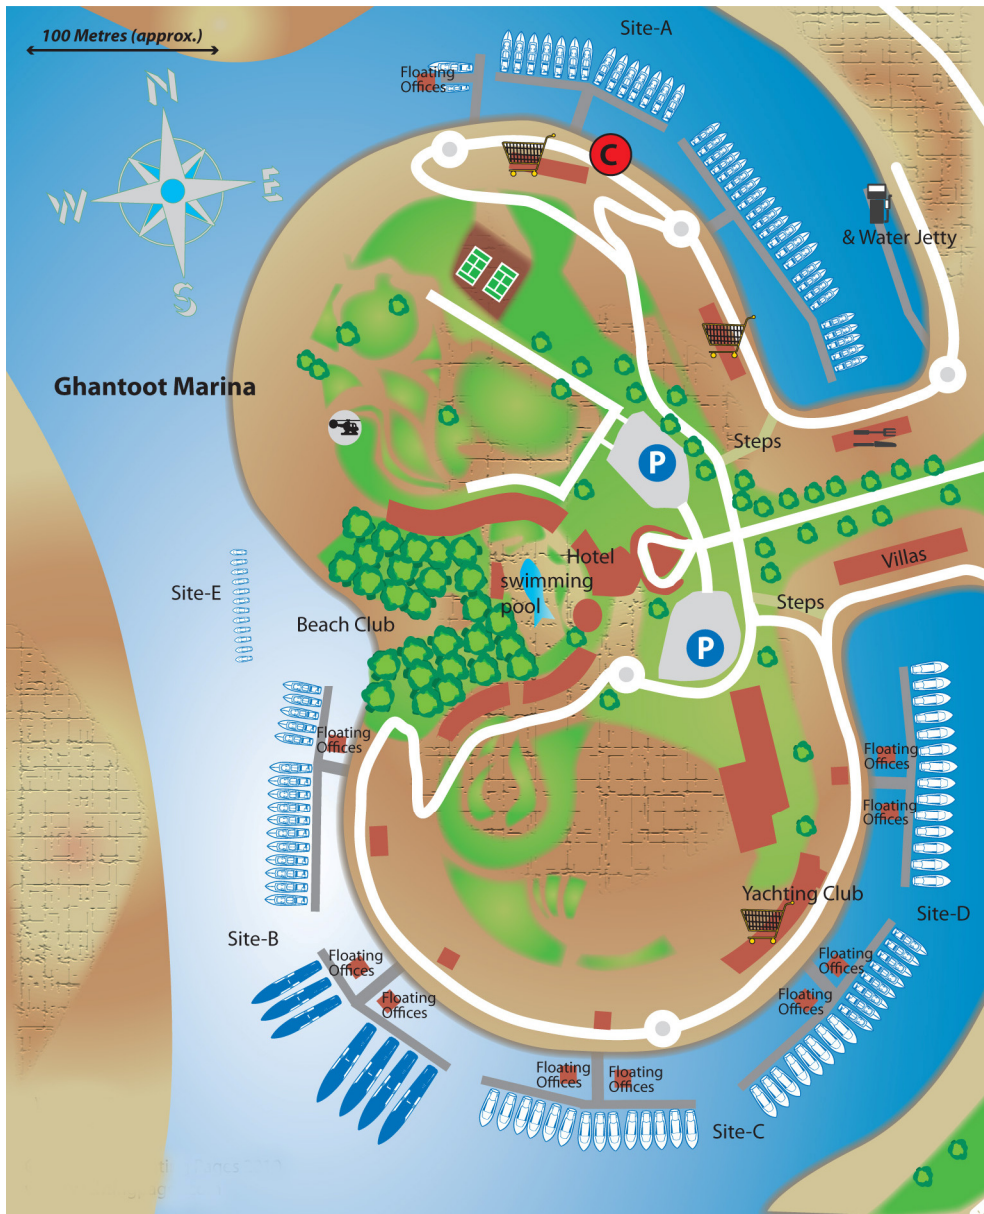 100 Metres (approx.)
Site-A
Floating
Offices
N
C
W
E
S
& Water Jetty
Ghantoot Marina
Steps
P
Hotel
swimming
pool
Villas
Site-E
Beach Club
Steps
P
Floating
Offices
Floating
Offices
Floating
Offices
Yachting Club
Site-D
Site-B
Floating
Offices
Floating
Offices
Floating
Offices
Floating
Offices
Floating
Offices
Floating
Offices
Site-C